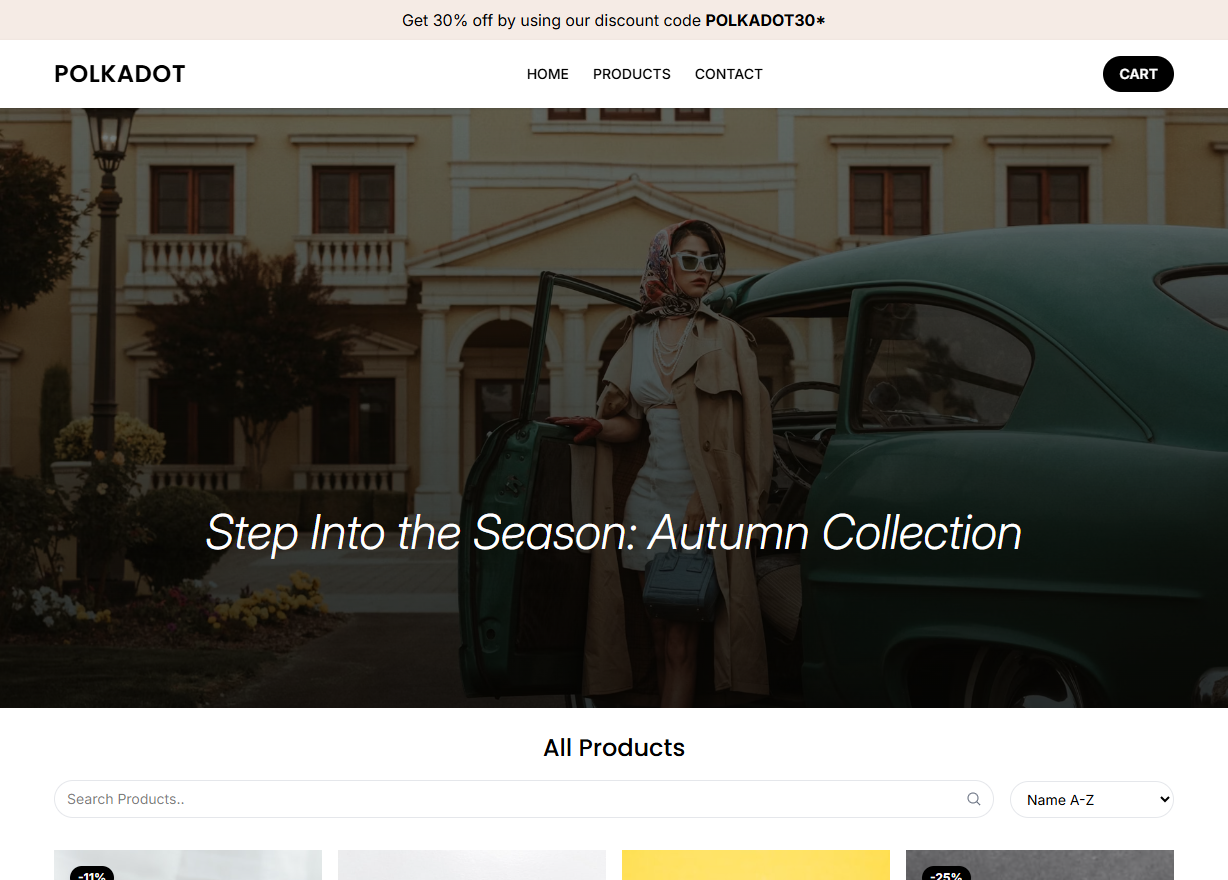 Get 30% off by using our discount code POLKADOT30*
POLKADOT
HOME PRODUCTS CONTACT
CART
Step Into the Season: Autumn Collection
All Products
Search Products..
Name A-Z
-11%
-25%